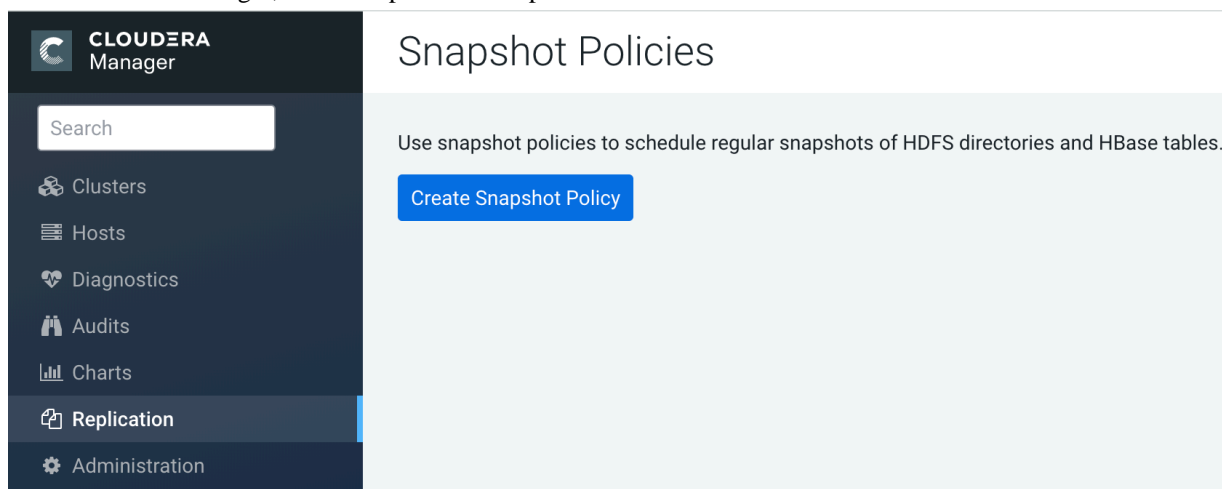 CLOUDERA
Manager
Search
Clusters
Hosts
Diagnostics
Audits
Charts
Replication
Administration
Snapshot Policies
Use snapshot policies to schedule regular snapshots of HDFS directories and HBase tables.
Create Snapshot Policy